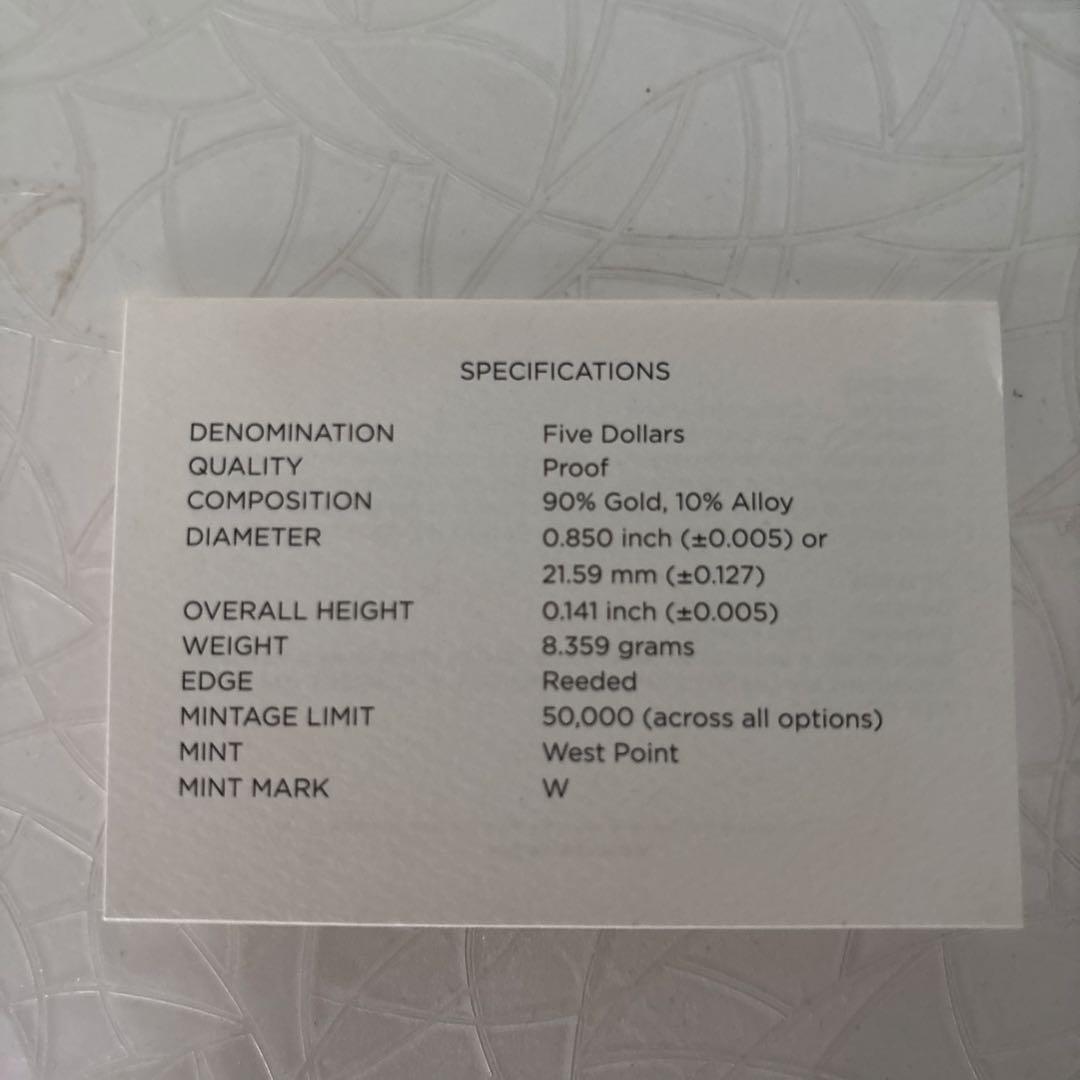 SPECIFICATIONS
DENOMINATION Five Dollars
QUALITY Proof
COMPOSITION 90% Gold, 10% Alloy
DIAMETER 0.850 inch (±0.005) or
21.59 mm (±0.127)
OVERALL HEIGHT 0.141 inch (±0.005)
WEIGHT 8.359 grams
EDGE Reeded
MINTAGE LIMIT 50,000 (across all options)
MINT West Point
MINT MARK W